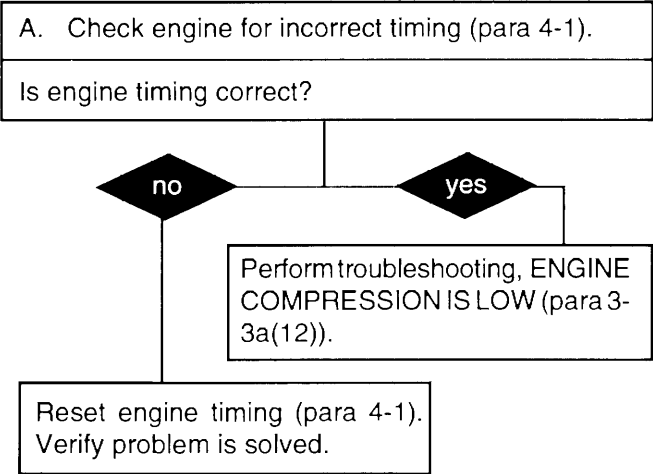 A. Check engine for incorrect timing (para 4-1).
Is engine timing correct?
no
yes
Perform troubleshooting, ENGINE
COMPRESSION IS LOW (para 3-
3a(12)).
Reset engine timing (para 4-1).
Verify problem is solved.